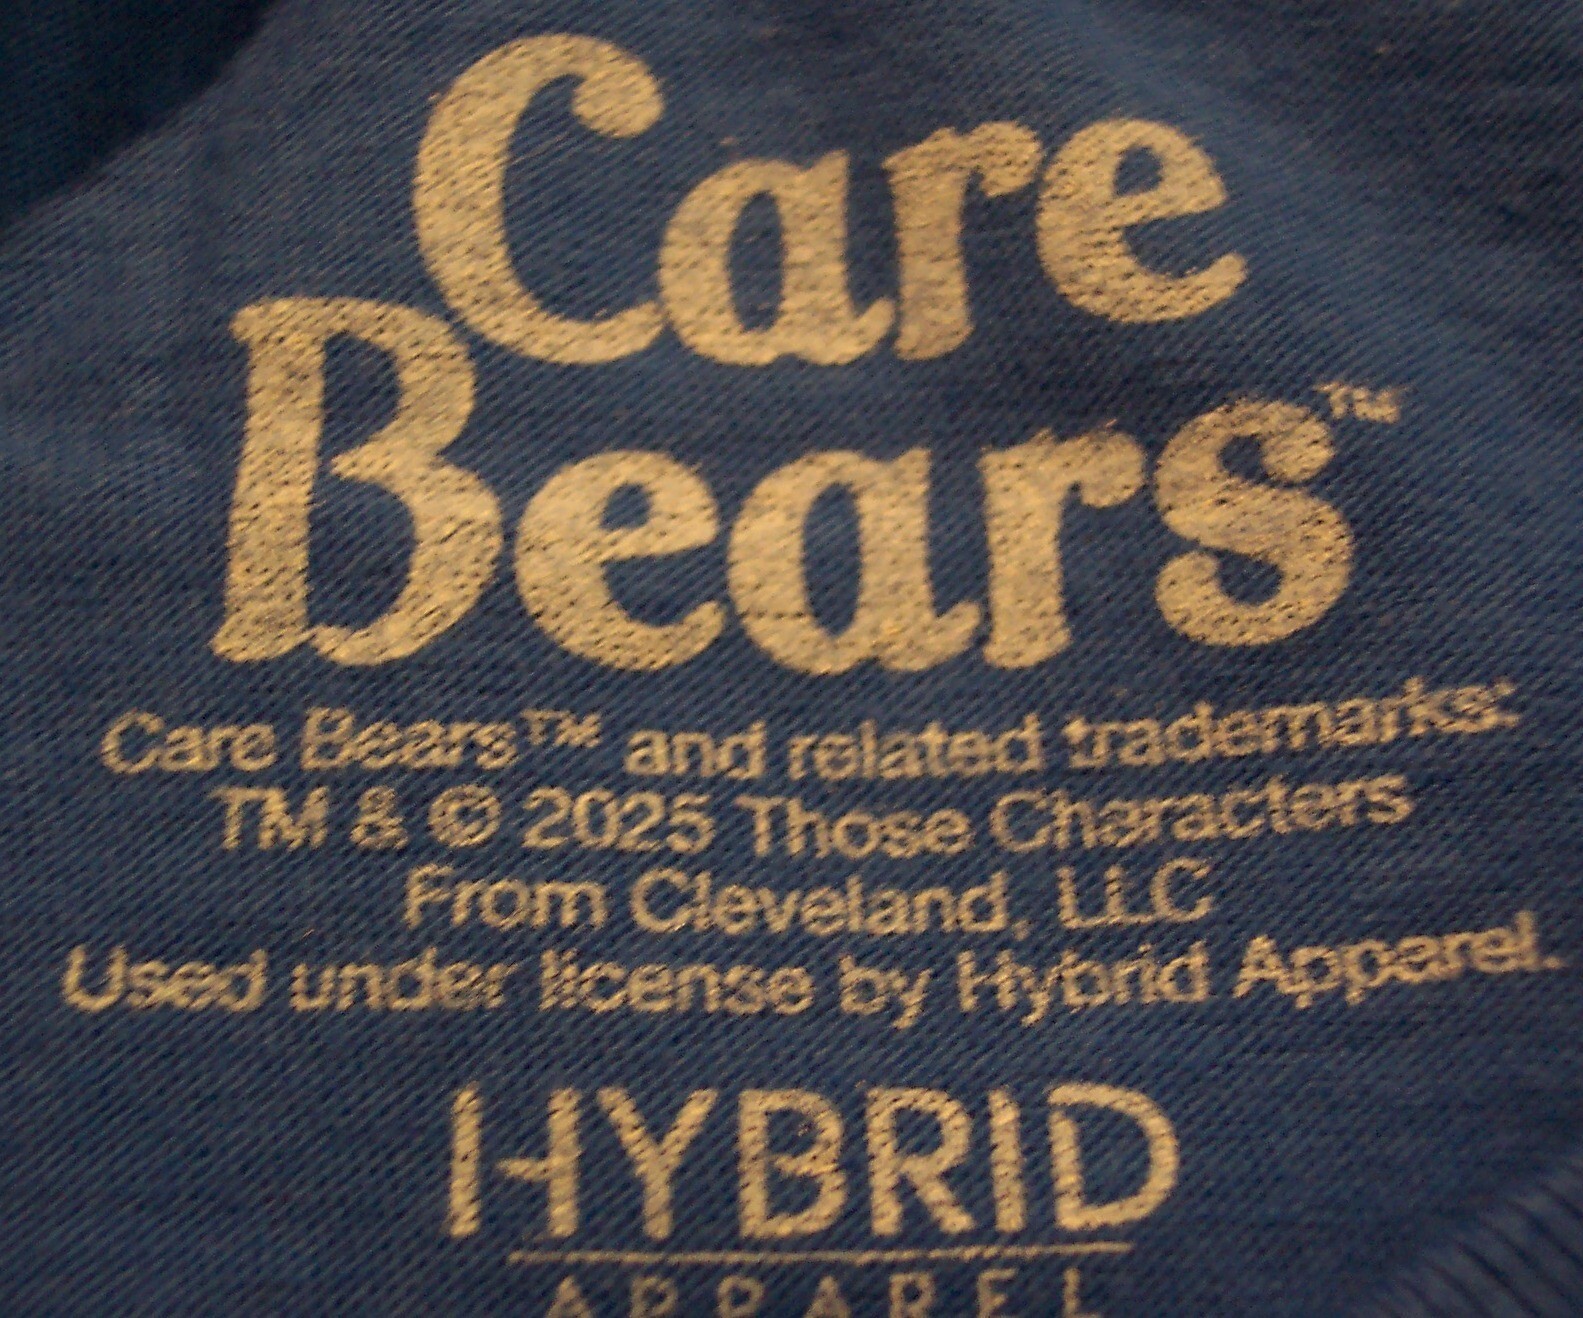 Care
Bears™
Care Bears™ and related trademarks:
TM & © 2025 Those Characters
From Cleveland, LLC
Used under license by Hybrid Apparel.
HYBRID
APPAREL